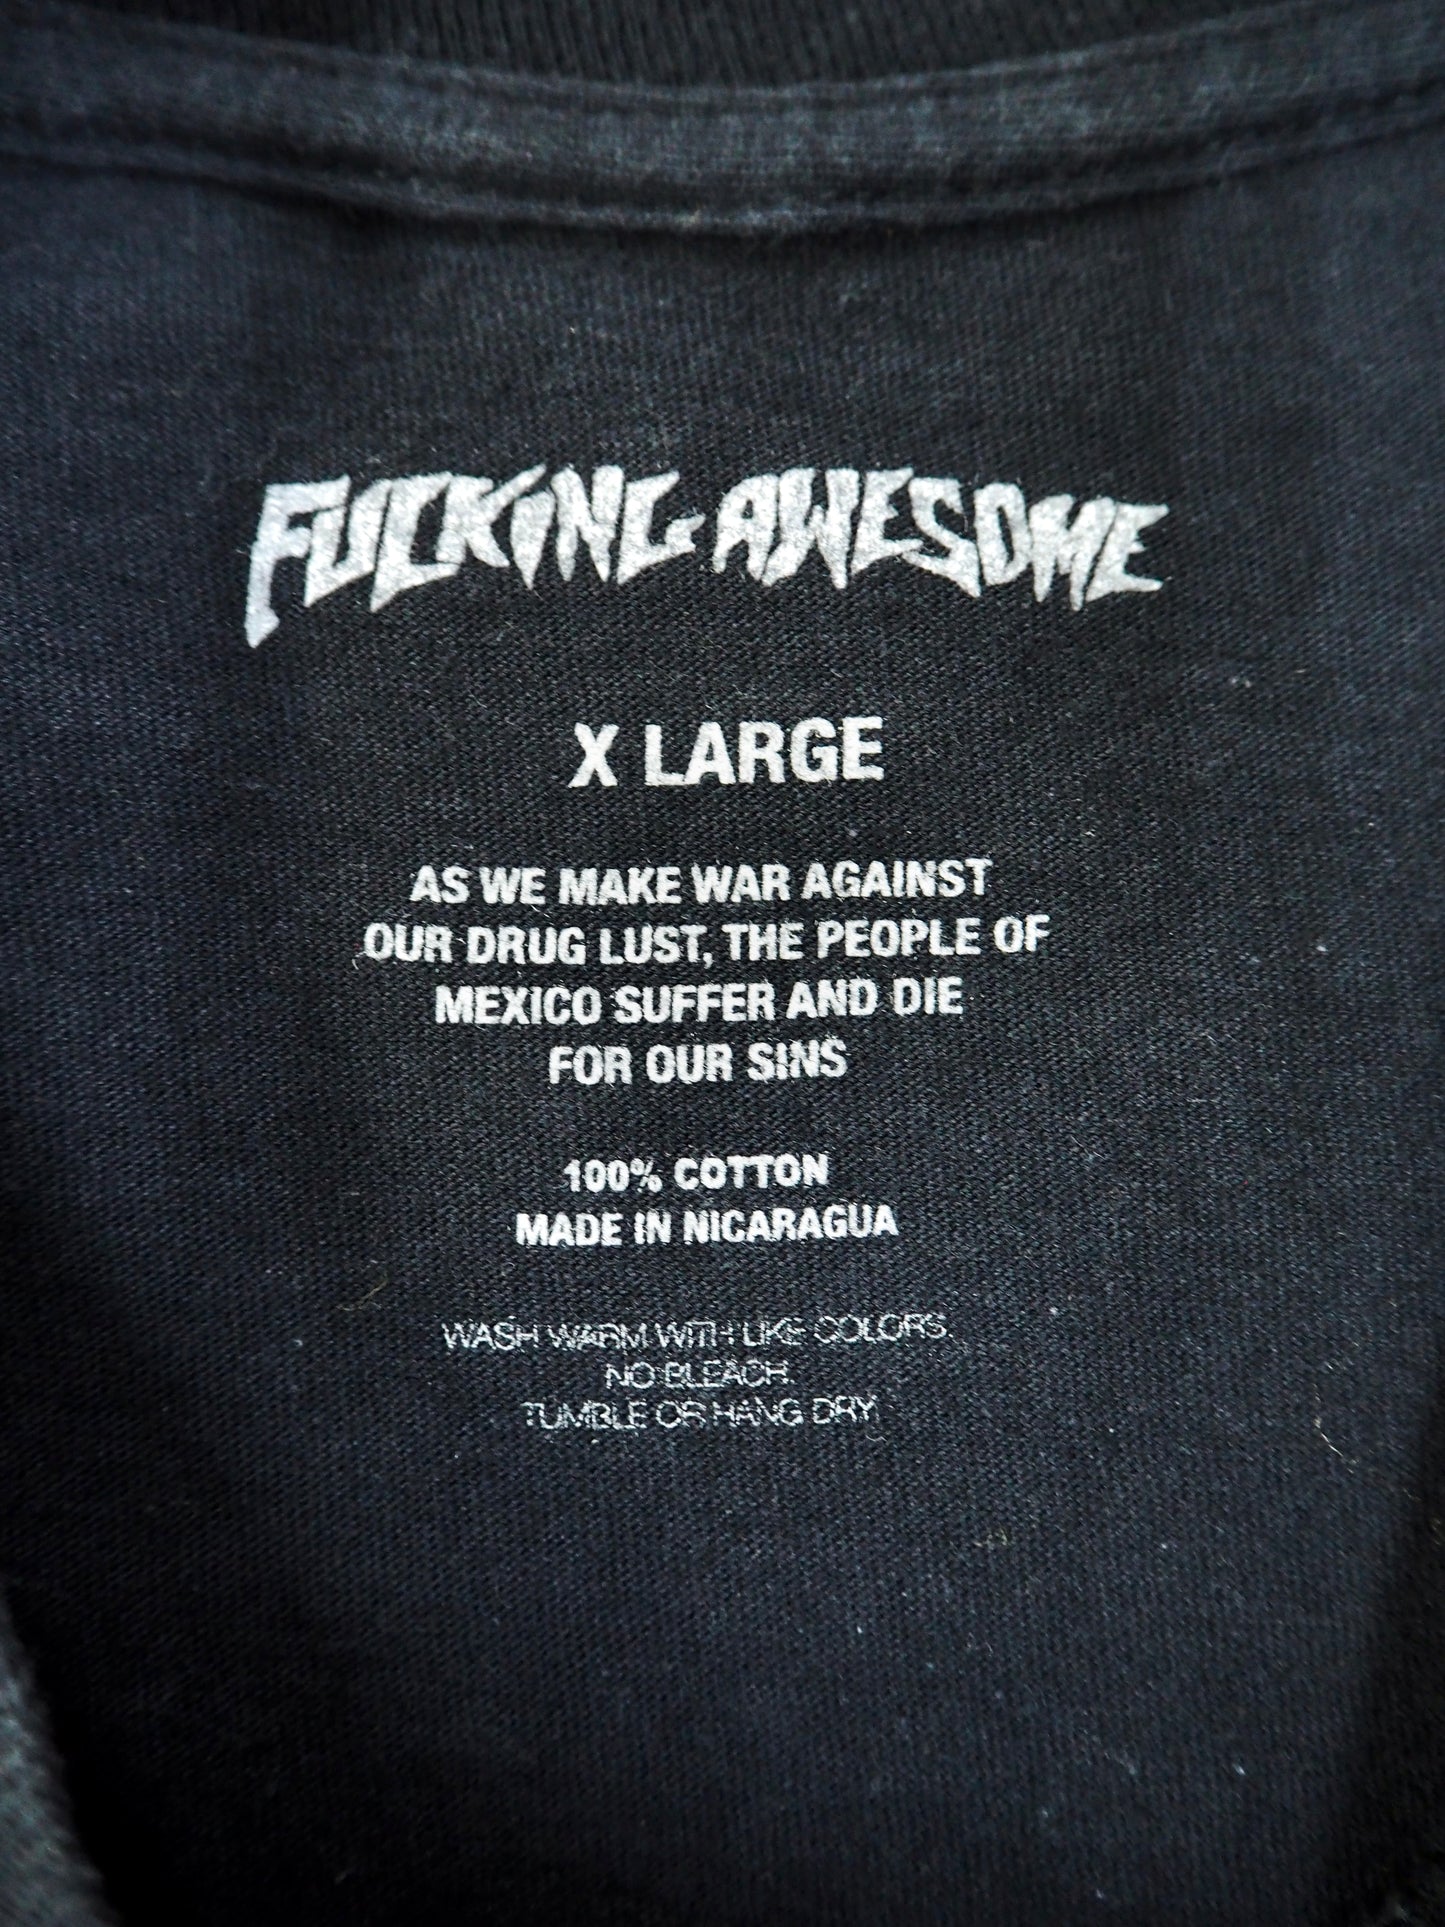 FUCKING AWESOME
X LARGE
AS WE MAKE WAR AGAINST
OUR DRUG LUST, THE PEOPLE OF
MEXICO SUFFER AND DIE
FOR OUR SINS
100% COTTON
MADE IN NICARAGUA
WASH WARM WITH LIKE COLORS.
NO BLEACH.
TUMBLE OR HANG DRY.